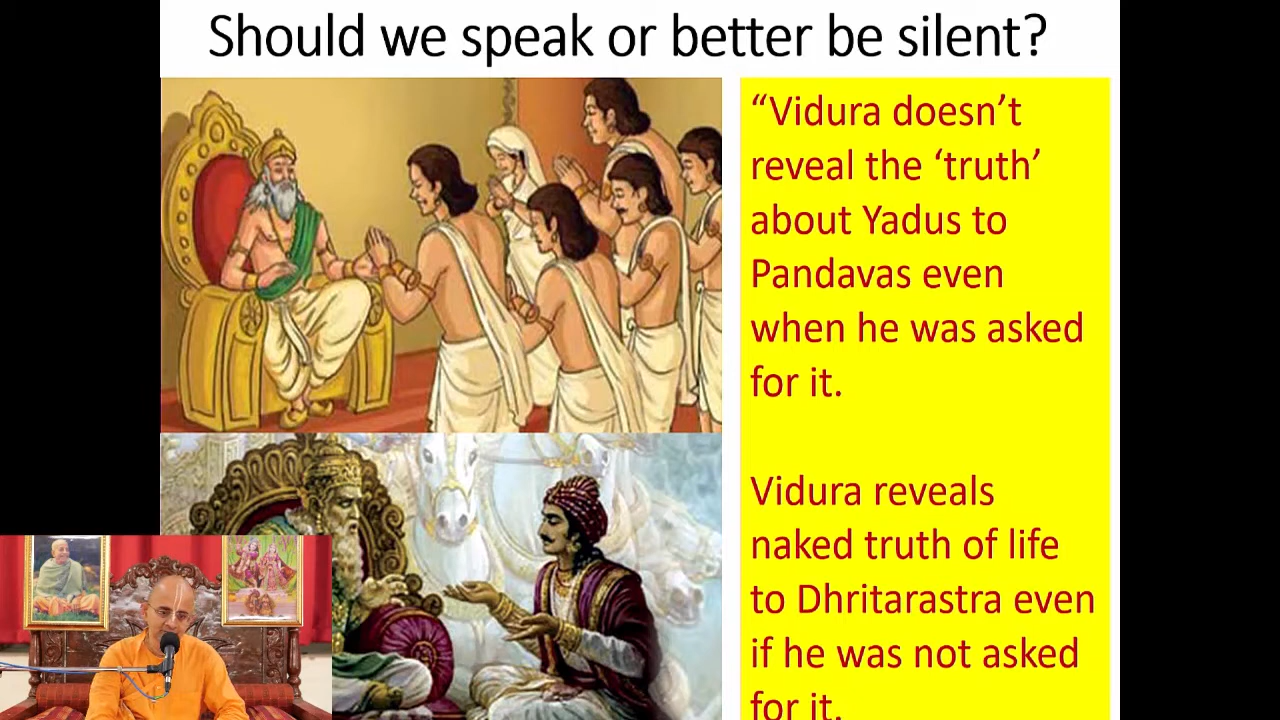 Should we speak or better be silent?
“Vidura doesn’t
reveal the ‘truth’
about Yadus to
Pandavas even
when he was asked
for it.
Vidura reveals
naked truth of life
to Dhritarastra even
if he was not asked
for it.